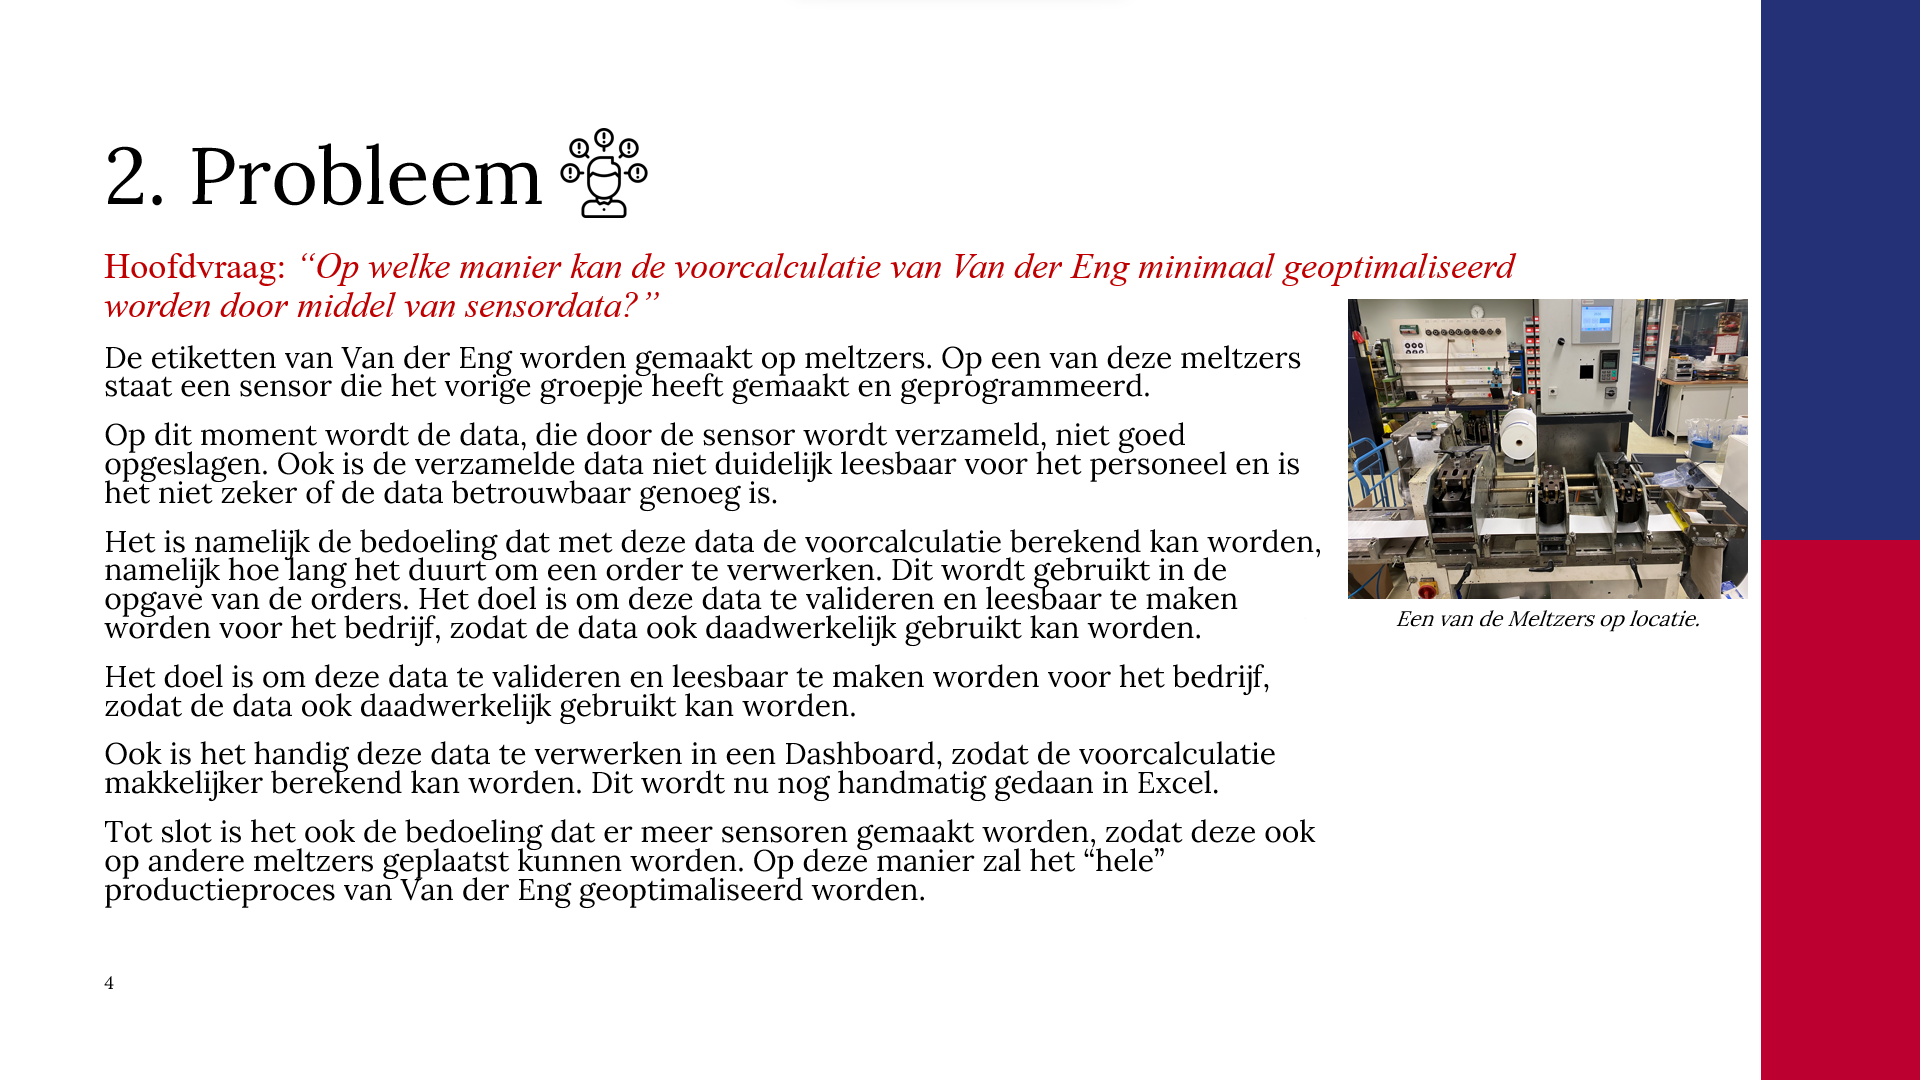 2. Probleem
Hoofdvraag: “Op welke manier kan de voorcalculatie van Van der Eng minimaal geoptimaliseerd
worden door middel van sensordata?”
De etiketten van Van der Eng worden gemaakt op meltzers. Op een van deze meltzers
staat een sensor die het vorige groepje heeft gemaakt en geprogrammeerd.
Op dit moment wordt de data, die door de sensor wordt verzameld, niet goed
opgeslagen. Ook is de verzamelde data niet duidelijk leesbaar voor het personeel en is
het niet zeker of de data betrouwbaar genoeg is.
Het is namelijk de bedoeling dat met deze data de voorcalculatie berekend kan worden,
namelijk hoe lang het duurt om een order te verwerken. Dit wordt gebruikt in de
opgave van de orders. Het doel is om deze data te valideren en leesbaar te maken
worden voor het bedrijf, zodat de data ook daadwerkelijk gebruikt kan worden.
Het doel is om deze data te valideren en leesbaar te maken worden voor het bedrijf,
zodat de data ook daadwerkelijk gebruikt kan worden.
Ook is het handig deze data te verwerken in een Dashboard, zodat de voorcalculatie
makkelijker berekend kan worden. Dit wordt nu nog handmatig gedaan in Excel.
Tot slot is het ook de bedoeling dat er meer sensoren gemaakt worden, zodat deze ook
op andere meltzers geplaatst kunnen worden. Op deze manier zal het “hele”
productieproces van Van der Eng geoptimaliseerd worden.
Een van de Meltzers op locatie.
4